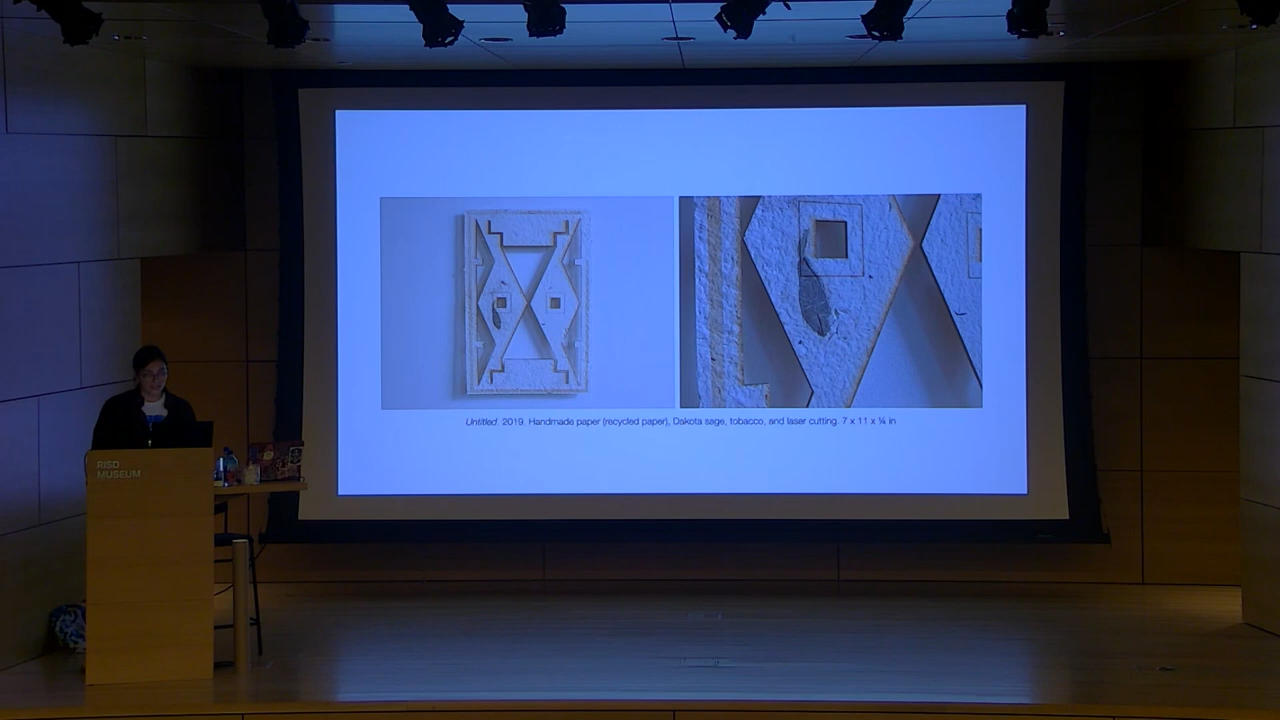 Untitled. 2019. Handmade paper (recycled paper), Dakota sage, tobacco, and laser cutting. 7 x 11 x ¼ in
RISD
MUSEUM